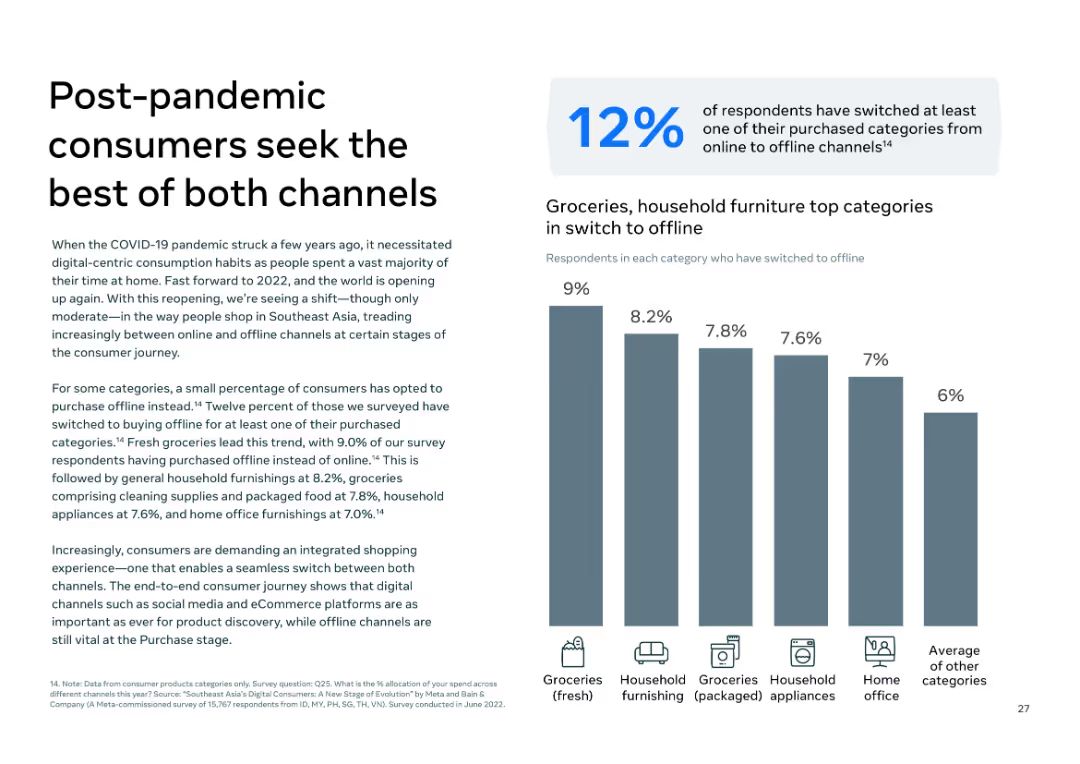 Post-pandemic
consumers seek the
best of both channels
When the COVID-19 pandemic struck a few years ago, it necessitated
digital-centric consumption habits as people spent a vast majority of
their time at home. Fast forward to 2022, and the world is opening
up again. With this reopening, we’re seeing a shift—though only
moderate—in the way people shop in Southeast Asia, treading
increasingly between online and offline channels at certain stages of
the consumer journey.
For some categories, a small percentage of consumers has opted to
purchase offline instead.¹⁴ Twelve percent of those we surveyed have
switched to buying offline for at least one of their purchased
categories.¹⁴ Fresh groceries lead this trend, with 9.0% of our survey
respondents having purchased offline instead of online.¹⁴ This is
followed by general household furnishings at 8.2%, groceries
comprising cleaning supplies and packaged food at 7.8%, household
appliances at 7.6%, and home office furnishings at 7.0%.¹⁴
Increasingly, consumers are demanding an integrated shopping
experience—one that enables a seamless switch between both
channels. The end-to-end consumer journey shows that digital
channels such as social media and eCommerce platforms are as
important as ever for product discovery, while offline channels are
still vital at the Purchase stage.
14. Note: Data from consumer products categories only. Survey question: Q25. What is the % allocation of your spend across
different channels this year? Source: “Southeast Asia’s Digital Consumers: A New Stage of Evolution” by Meta and Bain &
Company (A Meta-commissioned survey of 15,767 respondents from ID, MY, PH, SG, TH, VN). Survey conducted in June 2022.
12%
of respondents have switched at least
one of their purchased categories from
online to offline channels¹⁴
Groceries, household furniture top categories
in switch to offline
Respondents in each category who have switched to offline
9%
8.2%
7.8%
7.6%
7%
6%
Groceries
(fresh)
Household
furnishing
Groceries
(packaged)
Household
appliances
Home
office
Average
of other
categories
27